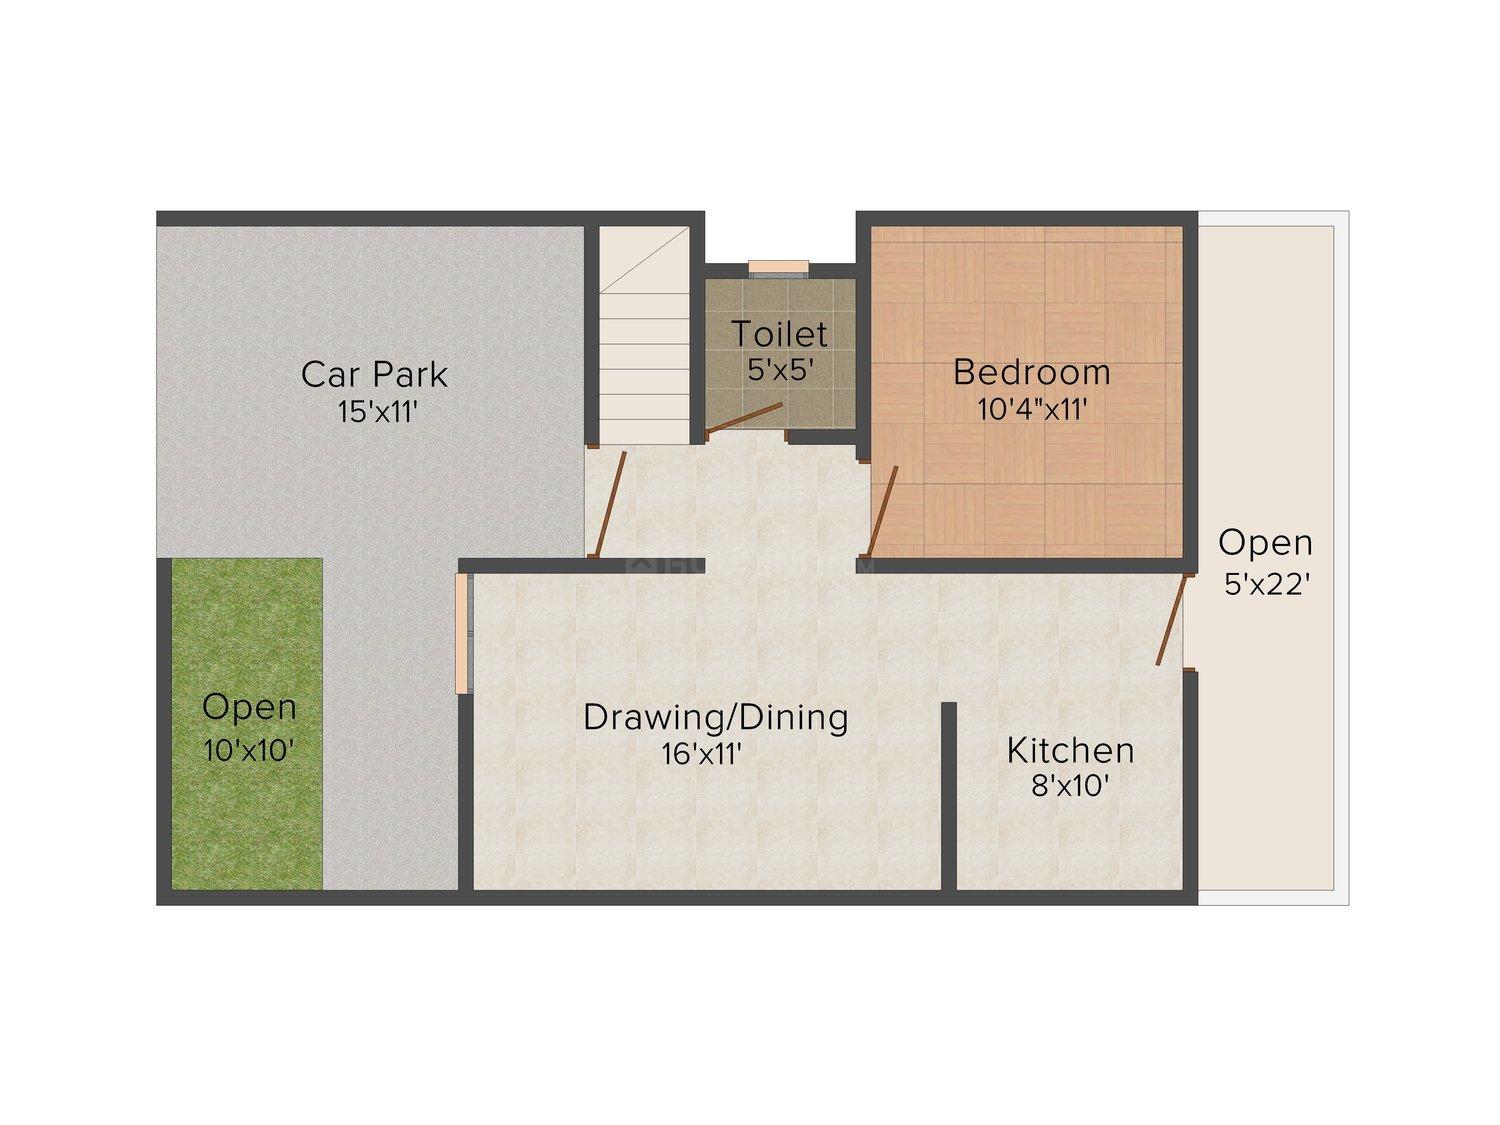 Toilet
5'x5'
Car Park
15'x11'
Bedroom
10'4"x11'
Open
5'x22'
Open
10'x10'
Drawing/Dining
16'x11'
Kitchen
8'x10'